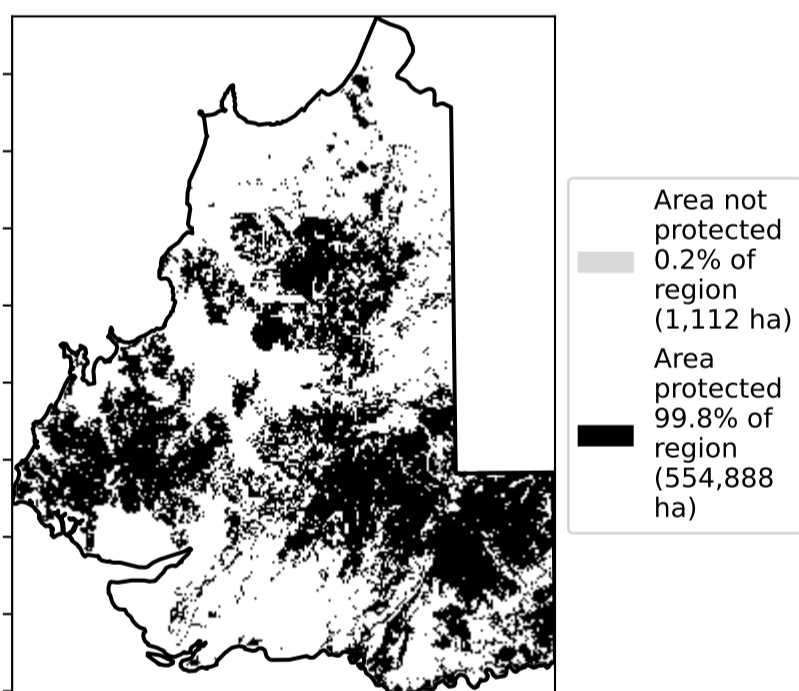 Area not
protected
0.2% of
region
(1,112 ha)
Area
protected
99.8% of
region
(554,888
ha)